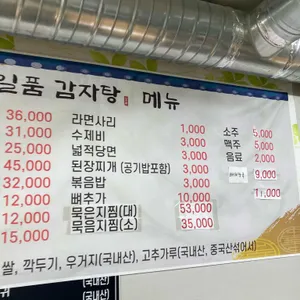 일품 감자탕 메뉴
36,000 라면사리 1,000 소주 5,000
31,000 수제비 3,000 맥주 5,000
25,000 넓적당면 3,000 음료 2,000
45,000 된장찌개 (공기밥포함) 3,000 9,000
32,000 볶음밥 3,000 11,000
12,000 뼈추가 10,000
12,000 묵은지찜(대) 53,000
15,000 묵은지찜(소) 35,000
쌀, 깍두기, 우거지(국내산), 고추가루(국내산, 중국산섞어서)